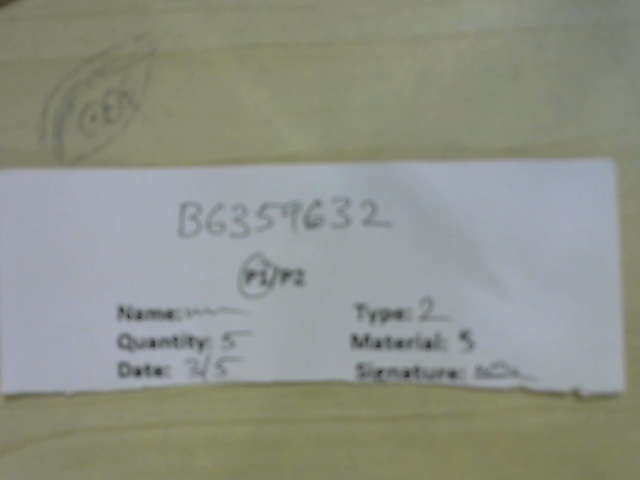 B6359632
P1/P2
Name:
Type: 2
Quantity: 5
Material: 5
Date: 3/5
Signature: